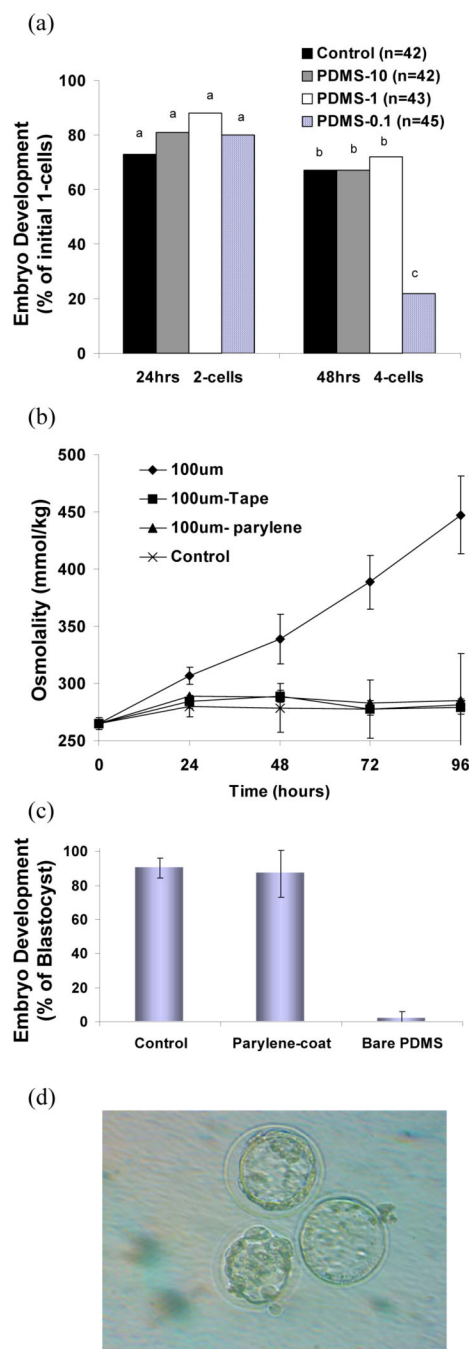 (a)
Control (n=42)
PDMS-10 (n=42)
PDMS-1 (n=43)
PDMS-0.1 (n=45)
Embryo Development
(% of initial 1-cells)
100
80
60
40
20
0
a a a a
b b b c
24hrs 2-cells 48hrs 4-cells
(b)
Osmolality (mmol/kg)
500
450
400
350
300
250
100um
100um-Tape
100um- parylene
Control
0 24 48 72 96
Time (hours)
(c)
Embryo Development
(% of Blastocyst)
100
80
60
40
20
0
Control Parylene-coat Bare PDMS
(d)